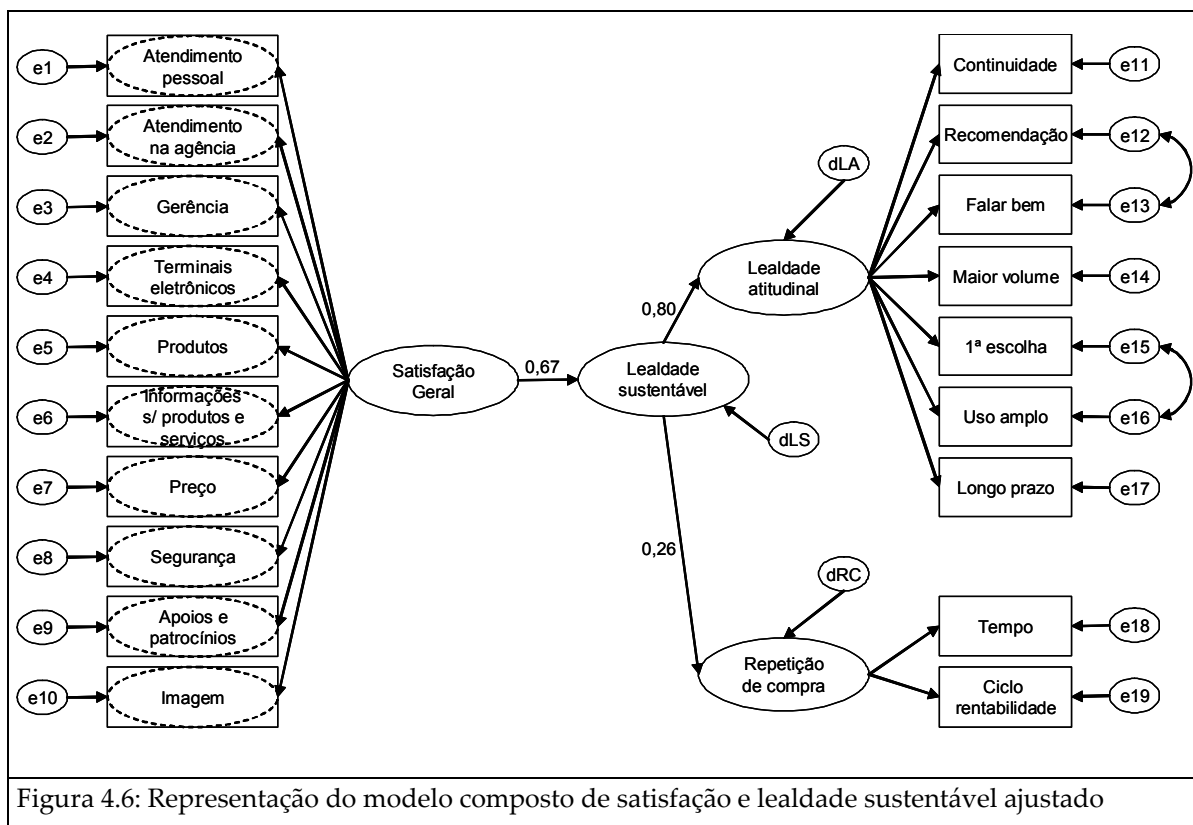 e1
Atendimento
pessoal
e2
Atendimento
na agência
e3
Gerência
e4
Terminais
eletrônicos
e5
Produtos
e6
Informações
s/ produtos e
serviços
e7
Preço
e8
Segurança
e9
Apoios e
patrocínios
e10
Imagem
Satisfação
Geral
0,67
Lealdade
sustentável
dLS
0,80
0,26
dLA
Lealdade
atitudinal
dRC
Repetição
de compra
Continuidade
e11
Recomendação
e12
Falar bem
e13
Maior volume
e14
1ª escolha
e15
Uso amplo
e16
Longo prazo
e17
Tempo
e18
Ciclo
rentabilidade
e19
Figura 4.6: Representação do modelo composto de satisfação e lealdade sustentável ajustado